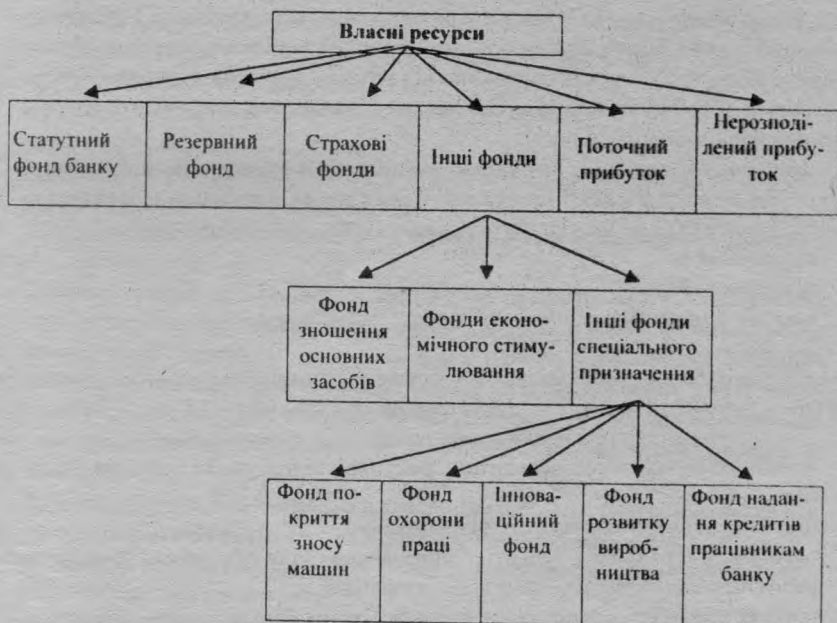 Власні ресурси
Статутний
фонд банку
Резервний
фонд
Страхові
фонди
Інші фонди
Поточний
прибуток
Нерозподі-
лений прибу-
ток
Фонд
зношення
основних
засобів
Фонди еконо-
мічного стиму-
лювання
Інші фонди
спеціального
призначення
Фонд по-
криття
зносу
машин
Фонд
охорони
праці
Іннова-
ційний
фонд
Фонд
розвитку
вироб-
ництва
Фонд надан-
ня кредитів
працівникам
банку